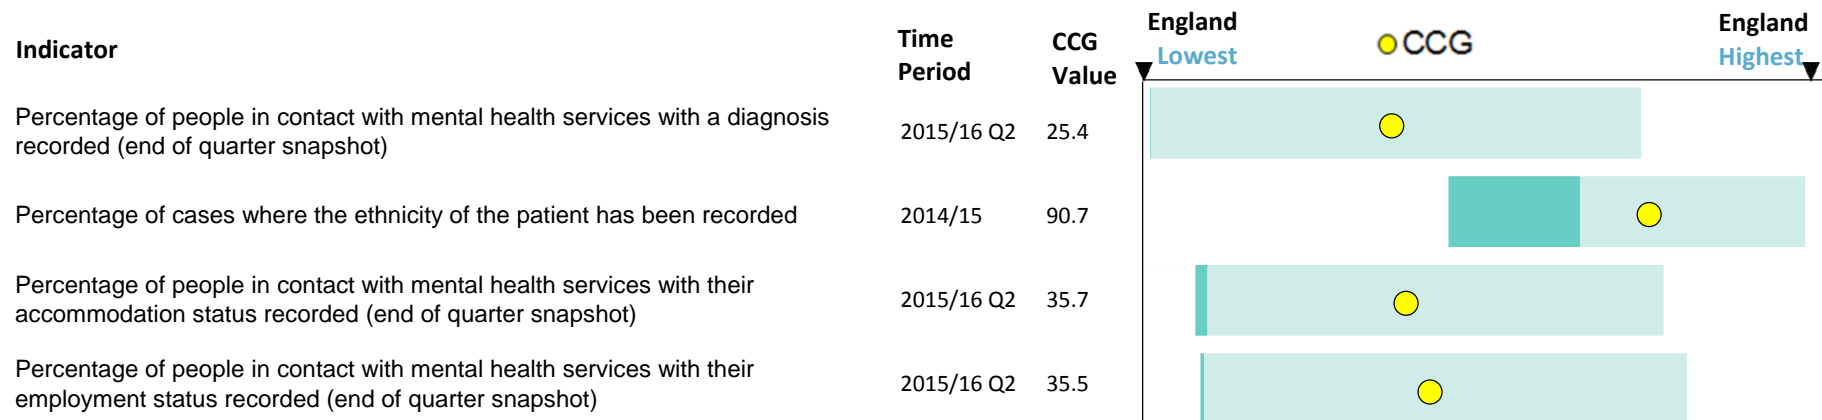 Indicator
Time
Period
CCG
Value
England
Lowest
CCG
England
Highest
Percentage of people in contact with mental health services with a diagnosis
recorded (end of quarter snapshot)
2015/16 Q2
25.4
Percentage of cases where the ethnicity of the patient has been recorded
2014/15
90.7
Percentage of people in contact with mental health services with their
accommodation status recorded (end of quarter snapshot)
2015/16 Q2
35.7
Percentage of people in contact with mental health services with their
employment status recorded (end of quarter snapshot)
2015/16 Q2
35.5